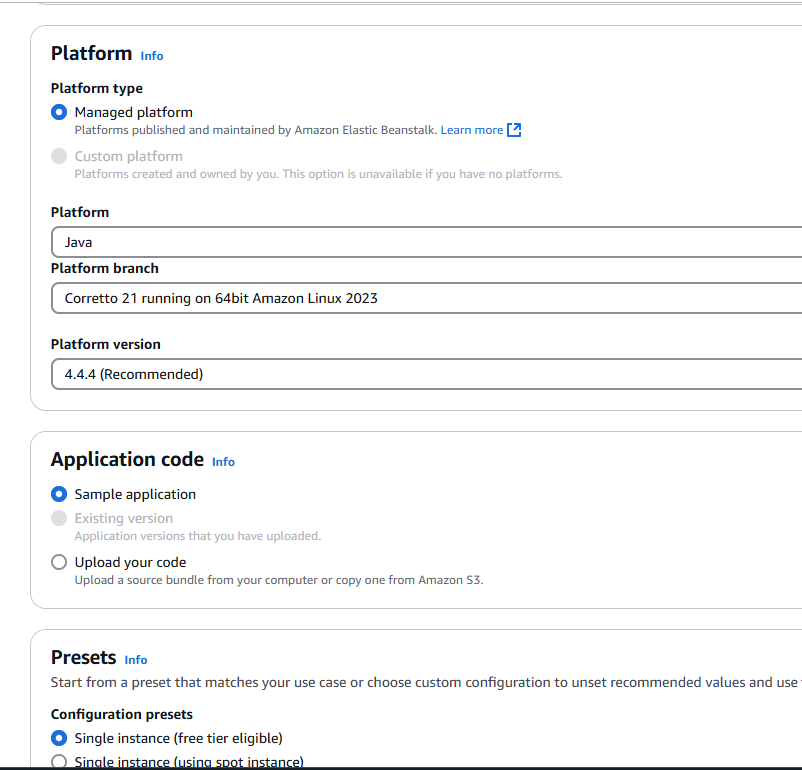 Platform Info
Platform type
Managed platform
Platforms published and maintained by Amazon Elastic Beanstalk. Learn more
Custom platform
Platforms created and owned by you. This option is unavailable if you have no platforms.
Platform
Java
Platform branch
Corretto 21 running on 64bit Amazon Linux 2023
Platform version
4.4.4 (Recommended)
Application code Info
Sample application
Existing version
Application versions that you have uploaded.
Upload your code
Upload a source bundle from your computer or copy one from Amazon S3.
Presets Info
Start from a preset that matches your use case or choose custom configuration to unset recommended values and use
Configuration presets
Single instance (free tier eligible)
Single instance (using spot instance)